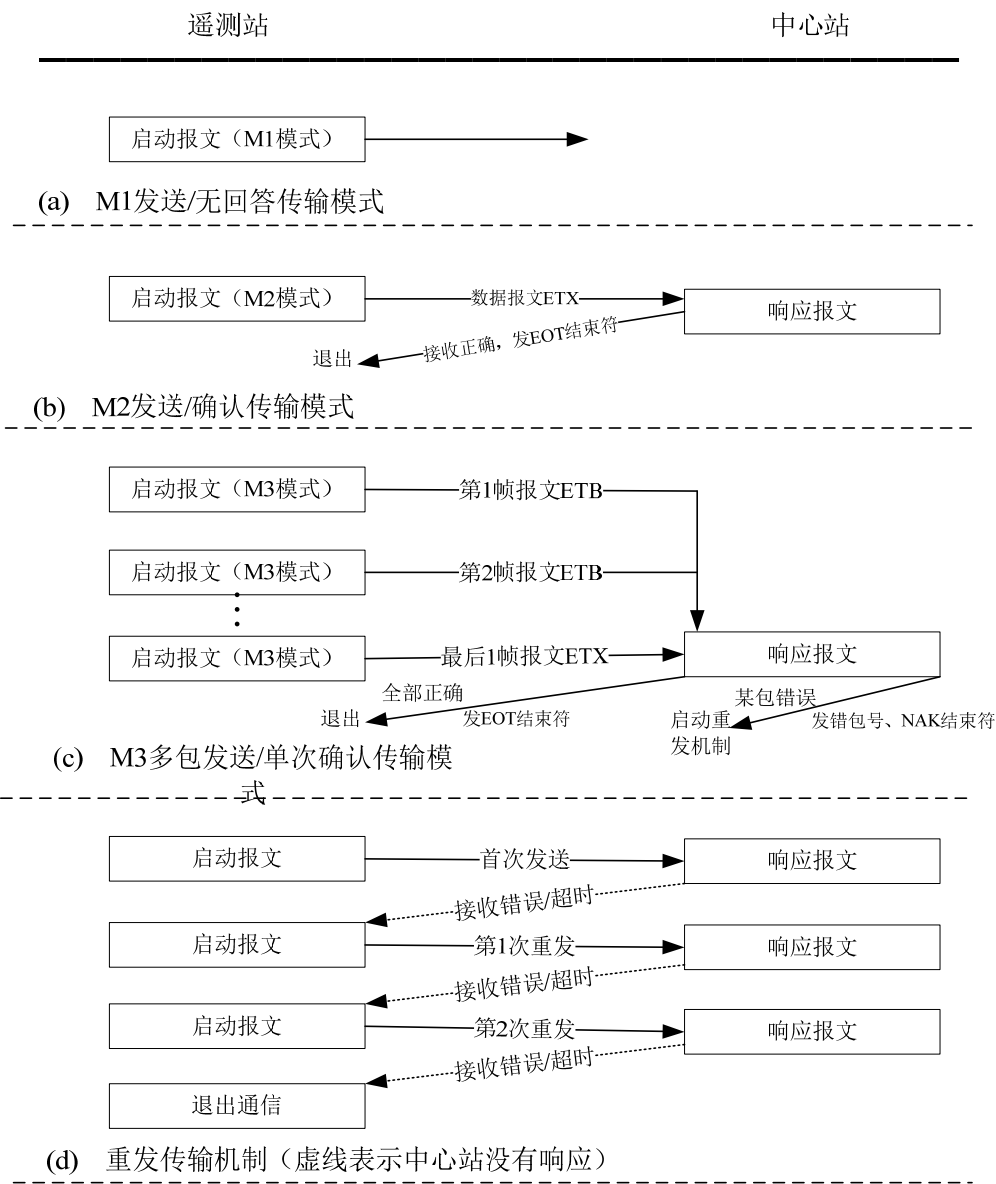 遥测站
中心站
启动报文（M1模式）
(a) M1发送/无回答传输模式
启动报文（M2模式）
数据报文ETX
响应报文
接收正确，发EOT结束符
退出
(b) M2发送/确认传输模式
启动报文（M3模式）
第1帧报文ETB
启动报文（M3模式）
第2帧报文ETB
启动报文（M3模式）
最后1帧报文ETX
响应报文
全部正确
某包错误
退出
发EOT结束符
启动重
发机制
发错包号、NAK结束符
(c) M3多包发送/单次确认传输模
式
启动报文
首次发送
响应报文
接收错误/超时
启动报文
第1次重发
响应报文
接收错误/超时
启动报文
第2次重发
响应报文
接收错误/超时
退出通信
(d) 重发传输机制（虚线表示中心站没有响应）